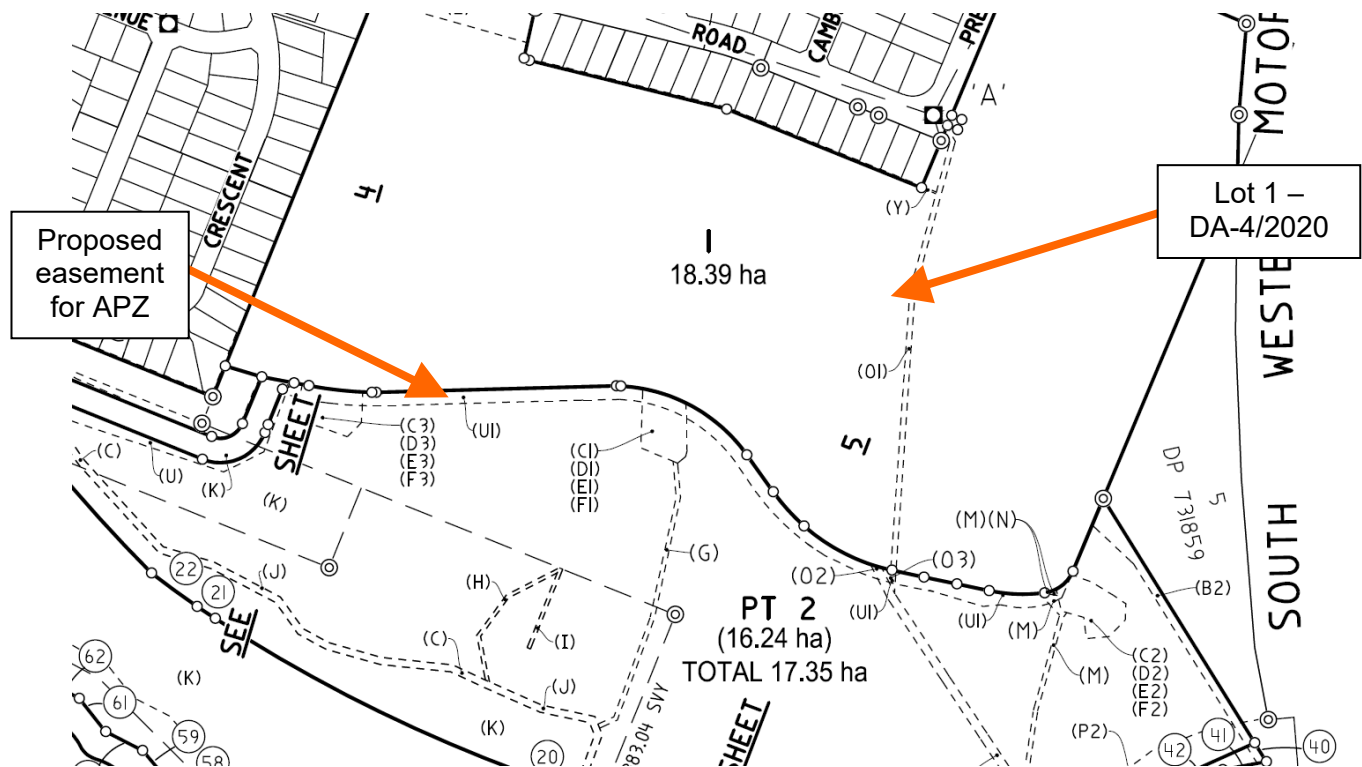 ROAD
CAMB
PRE
'A'
MOTOR
WESTE
SOUTH
Lot 1 –
DA-4/2020
CRESCENT
Proposed
easement
for APZ
4
1
18.39 ha
(Y)
(O1)
5
(C3)
(D3)
(E3)
(F3)
(U1)
(C1)
(D1)
(E1)
(F1)
SHEET
(C)
(U)
(K)
(K)
(G)
(M)(N)
(O2)
(O3)
(U1)
(U1)
(M)
(M)
DP 731859
5
(B2)
22
21
(J)
(H)
(I)
(C)
(J)
SEE
(K)
(K)
PT 2
(16.24 ha)
TOTAL 17.35 ha
(C2)
(D2)
(E2)
(F2)
(P2)
62
61
59
58
20
383.04 SVY
SHEET
42
41
40